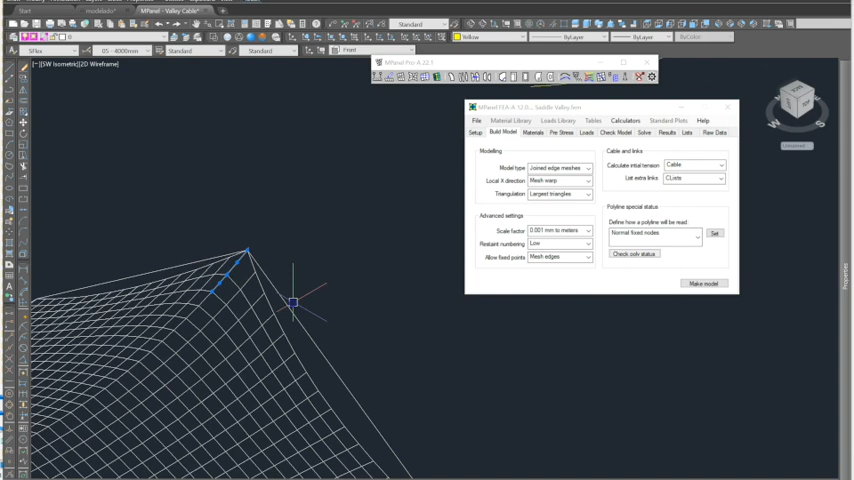 Start
modelado*
MPanel - Valley Cable*
Standard
0
Yellow
ByLayer
ByLayer
ByColor
SFlex
05 - 4000mm
Standard
Standard
Front
[-][SW Isometric][2D Wireframe]
MPanel Pro-A 22.1
MPanel FEA-A 12.0... Saddle Valley.fem
File
Material Library
Loads Library
Tables
Calculators
Standard Plots
Help
Setup
Build Model
Materials
Pre Stress
Loads
Check Model
Solve
Results
Lists
Raw Data
Modelling
Model type
Joined edge meshes
Local X direction
Mesh warp
Triangulation
Largest triangles
Advanced settings
Scale factor
0.001 mm to meters
Restant numbering
Low
Allow fixed points
Mesh edges
Cable and links
Calculate initial tension
Cable
List extra links
CLists
Polyline special status
Define how a polyline will be read:
Normal fixed nodes
Set
Check poly status
Make model
TOP
Unnamed
Properties